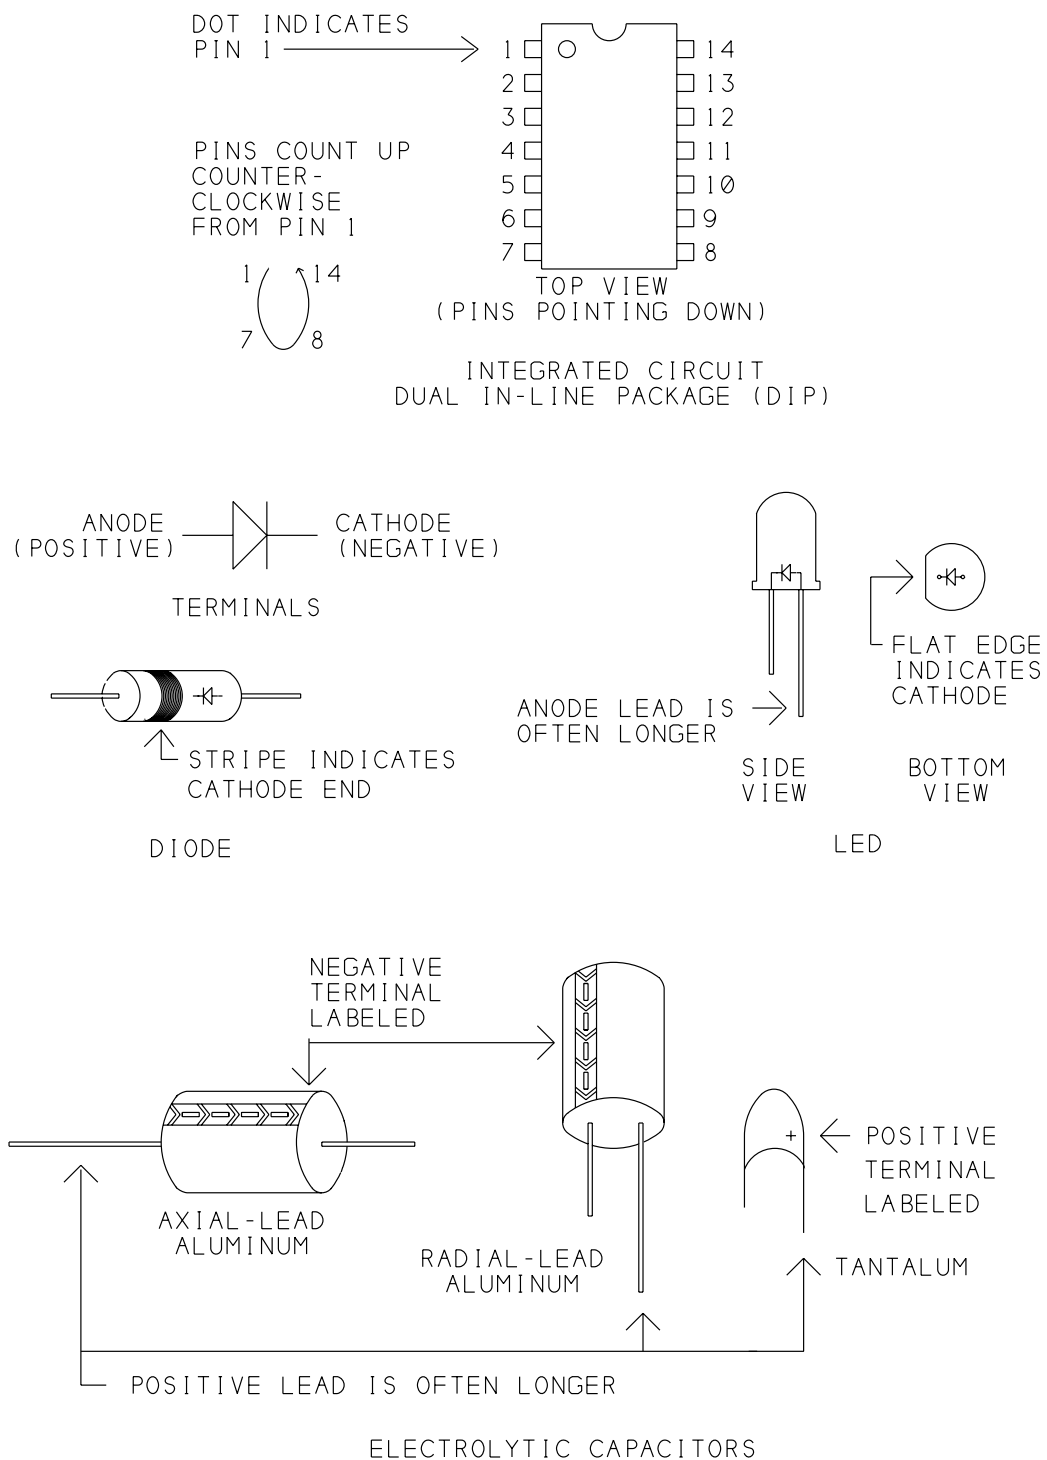 DOT INDICATES
PIN 1
1
14
2
13
3
12
4
11
5
10
6
9
7
8
PINS COUNT UP
COUNTER-
CLOCKWISE
FROM PIN 1
1
14
7
8
TOP VIEW
(PINS POINTING DOWN)
INTEGRATED CIRCUIT
DUAL IN-LINE PACKAGE (DIP)
ANODE
(POSITIVE)
CATHODE
(NEGATIVE)
TERMINALS
STRIPE INDICATES
CATHODE END
DIODE
FLAT EDGE
INDICATES
CATHODE
ANODE LEAD IS
OFTEN LONGER
SIDE
VIEW
BOTTOM
VIEW
LED
NEGATIVE
TERMINAL
LABELED
+
POSITIVE
TERMINAL
LABELED
AXIAL-LEAD
ALUMINUM
RADIAL-LEAD
ALUMINUM
TANTALUM
POSITIVE LEAD IS OFTEN LONGER
ELECTROLYTIC CAPACITORS